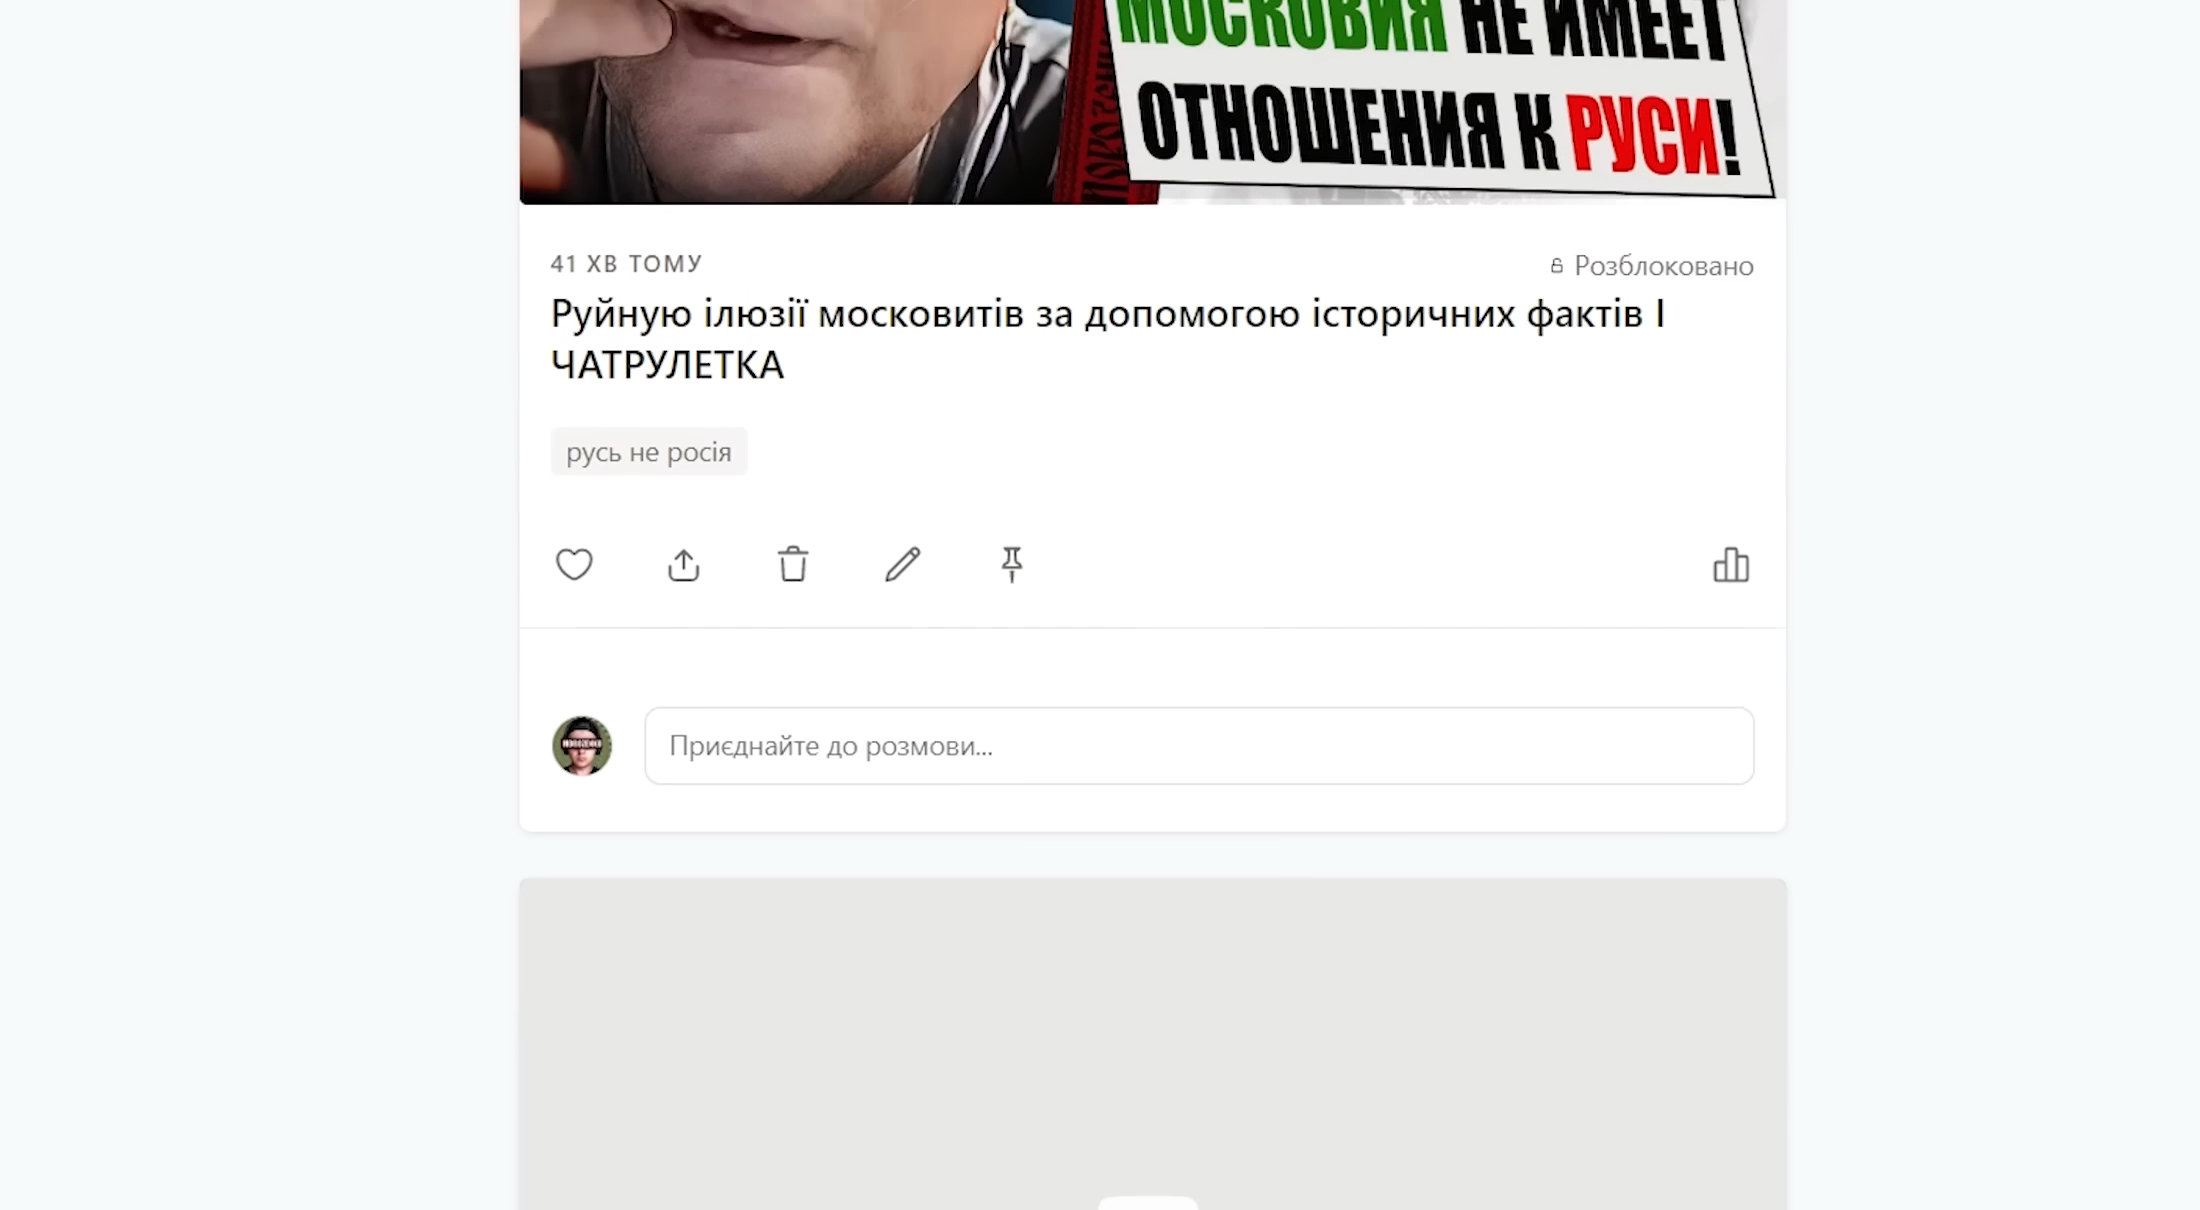 МОСКОВИЯ НЕ ИМЕЕТ
ОТНОШЕНИЯ К РУСИ!
41 ХВ ТОМУ
Розблоковано
Руйную ілюзії московитів за допомогою історичних фактів І
ЧАТРУЛЕТКА
русь не росія
Приєднайте до розмови...